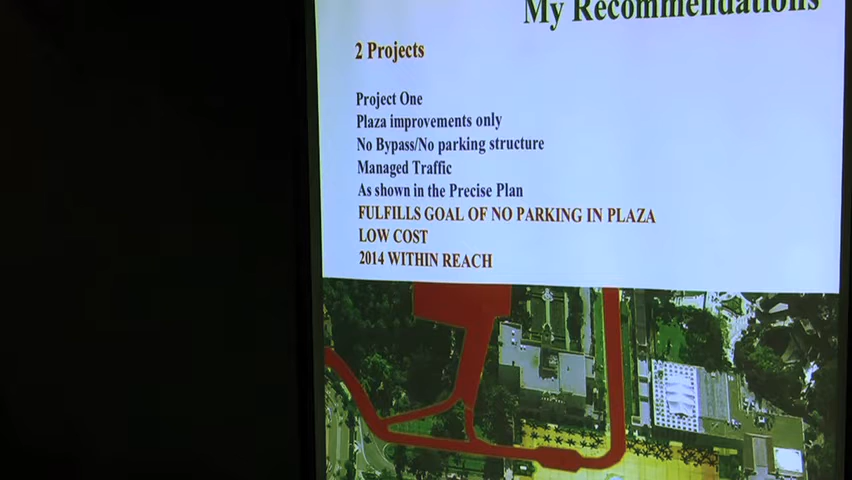 My Recommendations
2 Projects
Project One
Plaza improvements only
No Bypass/No parking structure
Managed Traffic
As shown in the Precise Plan
FULFILLS GOAL OF NO PARKING IN PLAZA
LOW COST
2014 WITHIN REACH